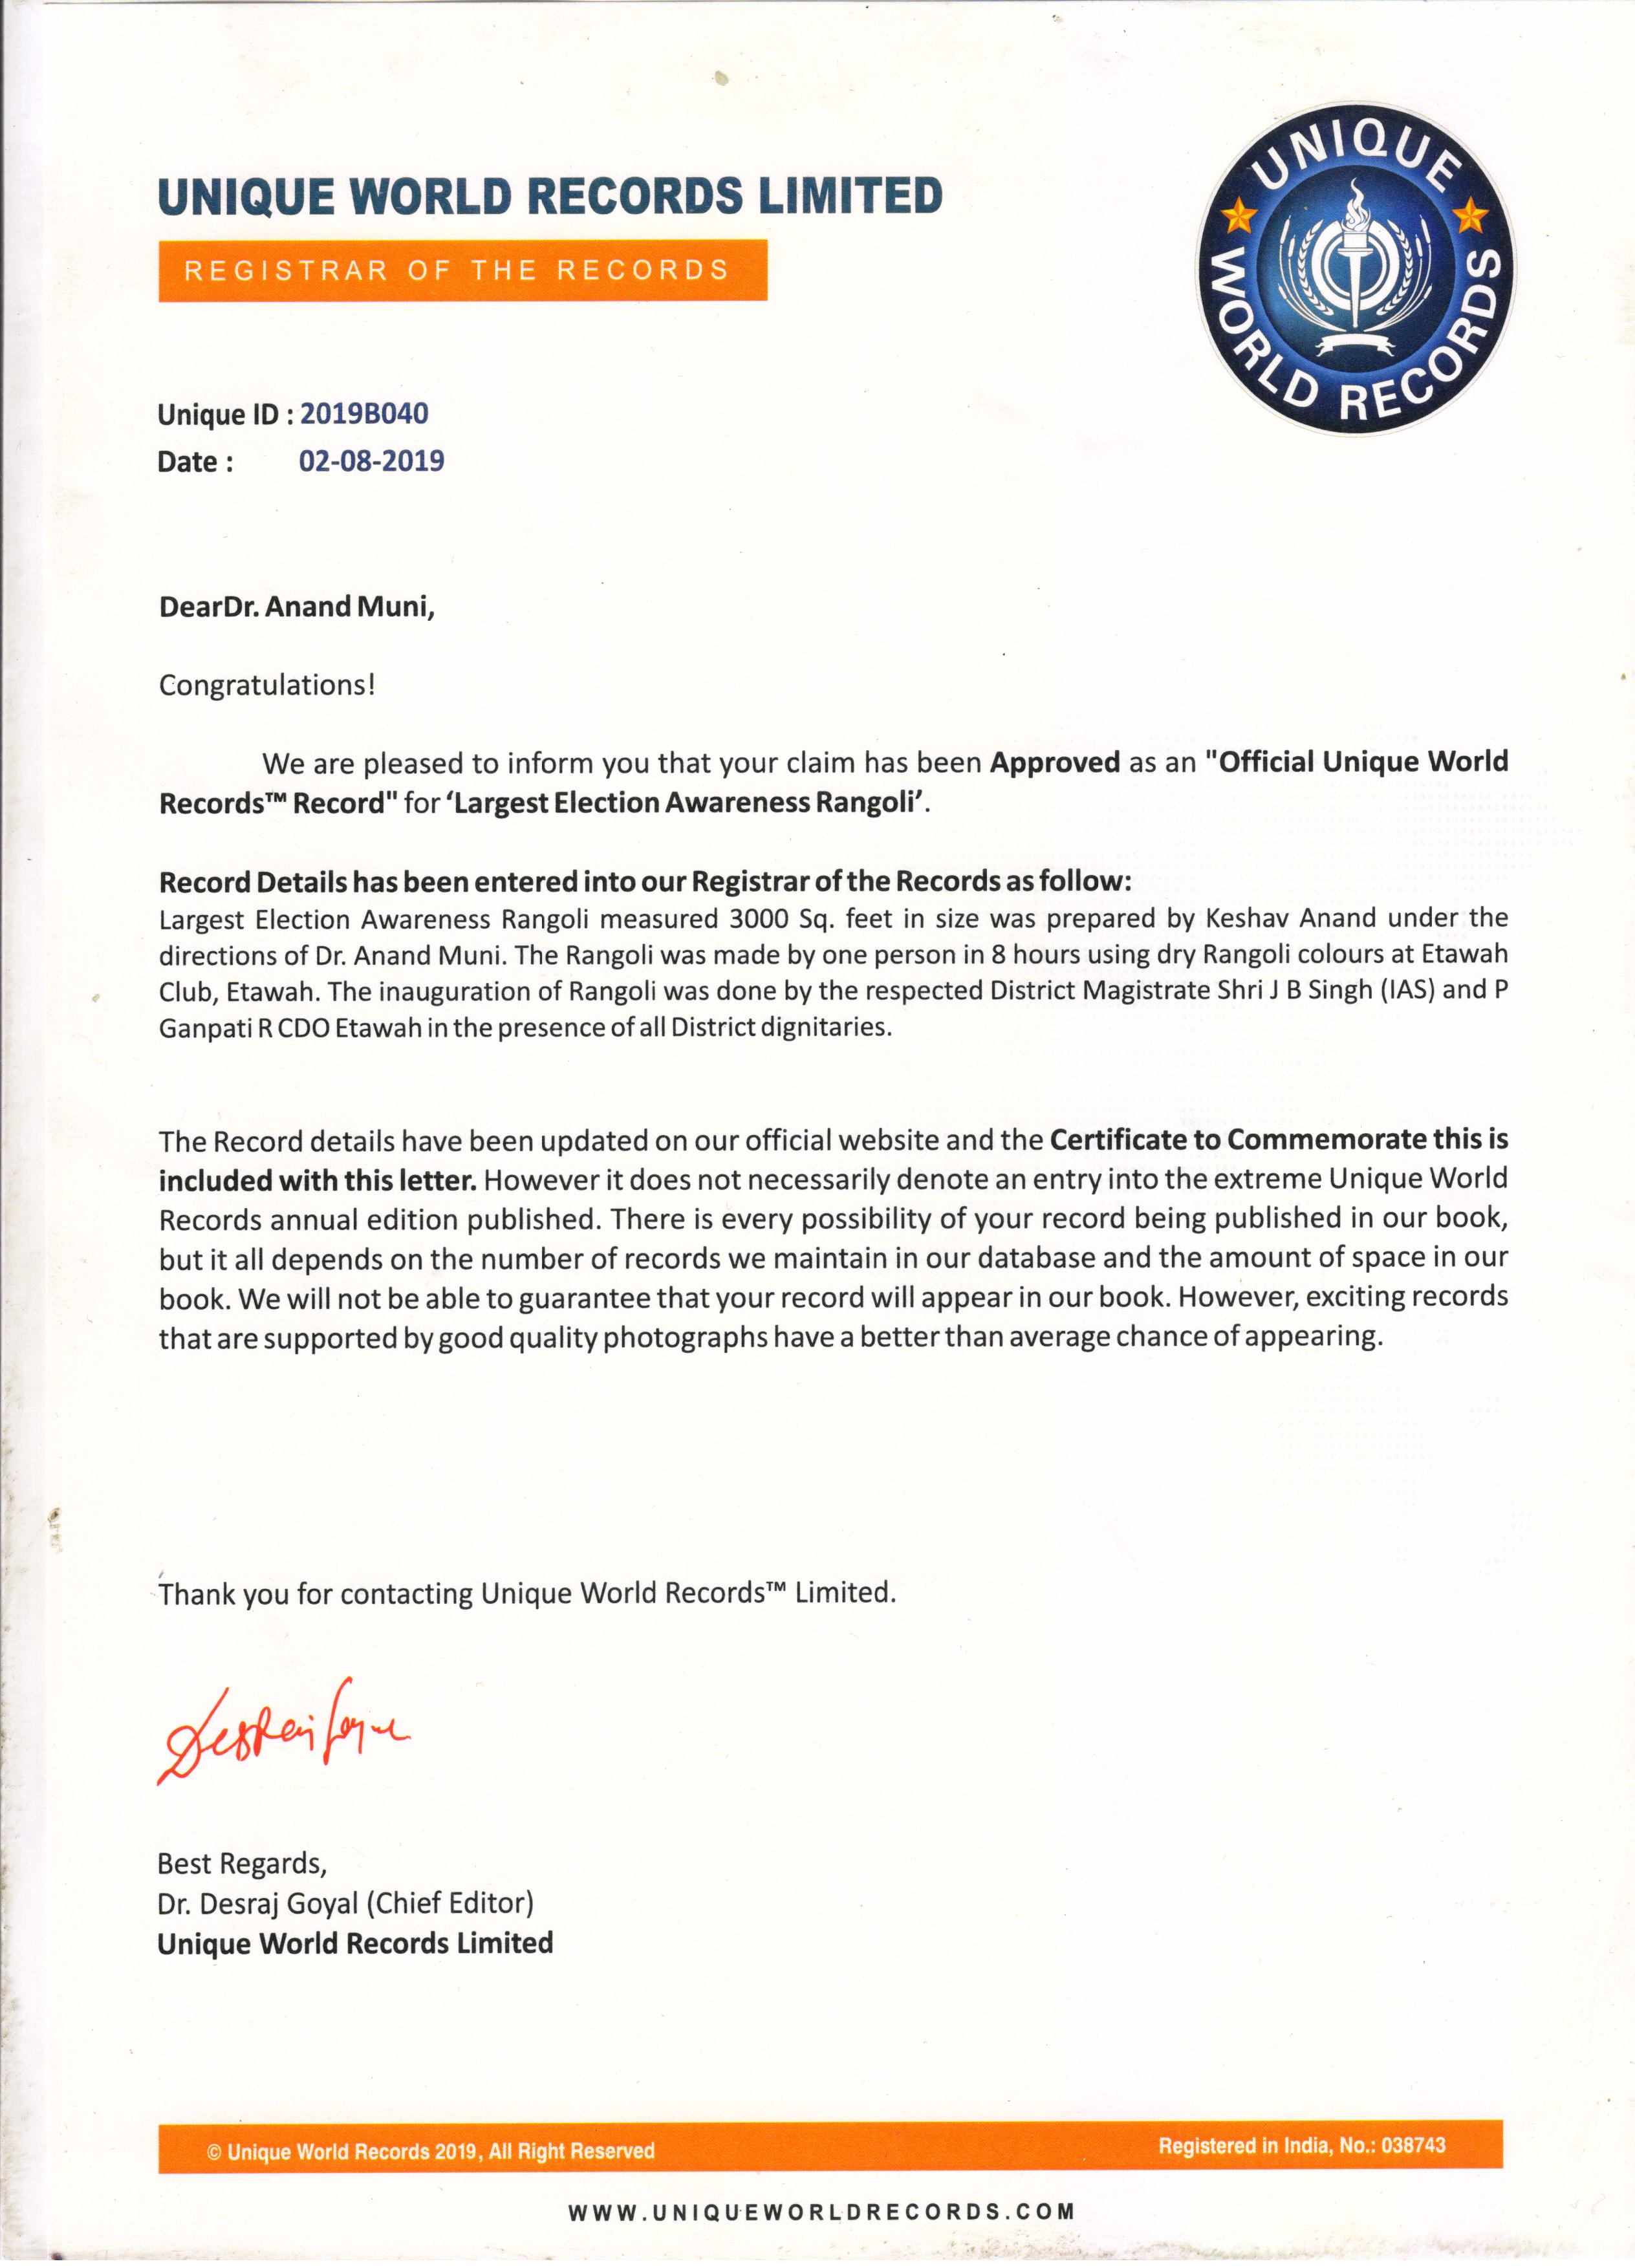 UNIQUE WORLD RECORDS LIMITED
REGISTRAR OF THE RECORDS
UNIQUE
WORLD RECORDS
Unique ID : 2019B040
Date : 02-08-2019
DearDr. Anand Muni,
Congratulations!
We are pleased to inform you that your claim has been Approved as an "Official Unique World
Records™ Record" for ‘Largest Election Awareness Rangoli’.
Record Details has been entered into our Registrar of the Records as follow:
Largest Election Awareness Rangoli measured 3000 Sq. feet in size was prepared by Keshav Anand under the
directions of Dr. Anand Muni. The Rangoli was made by one person in 8 hours using dry Rangoli colours at Etawah
Club, Etawah. The inauguration of Rangoli was done by the respected District Magistrate Shri J B Singh (IAS) and P
Ganpati R CDO Etawah in the presence of all District dignitaries.
The Record details have been updated on our official website and the Certificate to Commemorate this is
included with this letter. However it does not necessarily denote an entry into the extreme Unique World
Records annual edition published. There is every possibility of your record being published in our book,
but it all depends on the number of records we maintain in our database and the amount of space in our
book. We will not be able to guarantee that your record will appear in our book. However, exciting records
that are supported by good quality photographs have a better than average chance of appearing.
Thank you for contacting Unique World Records™ Limited.
Desraj Goyal
Best Regards,
Dr. Desraj Goyal (Chief Editor)
Unique World Records Limited
© Unique World Records 2019, All Right Reserved
Registered in India, No.: 038743
WWW.UNIQUEWORLDRECORDS.COM